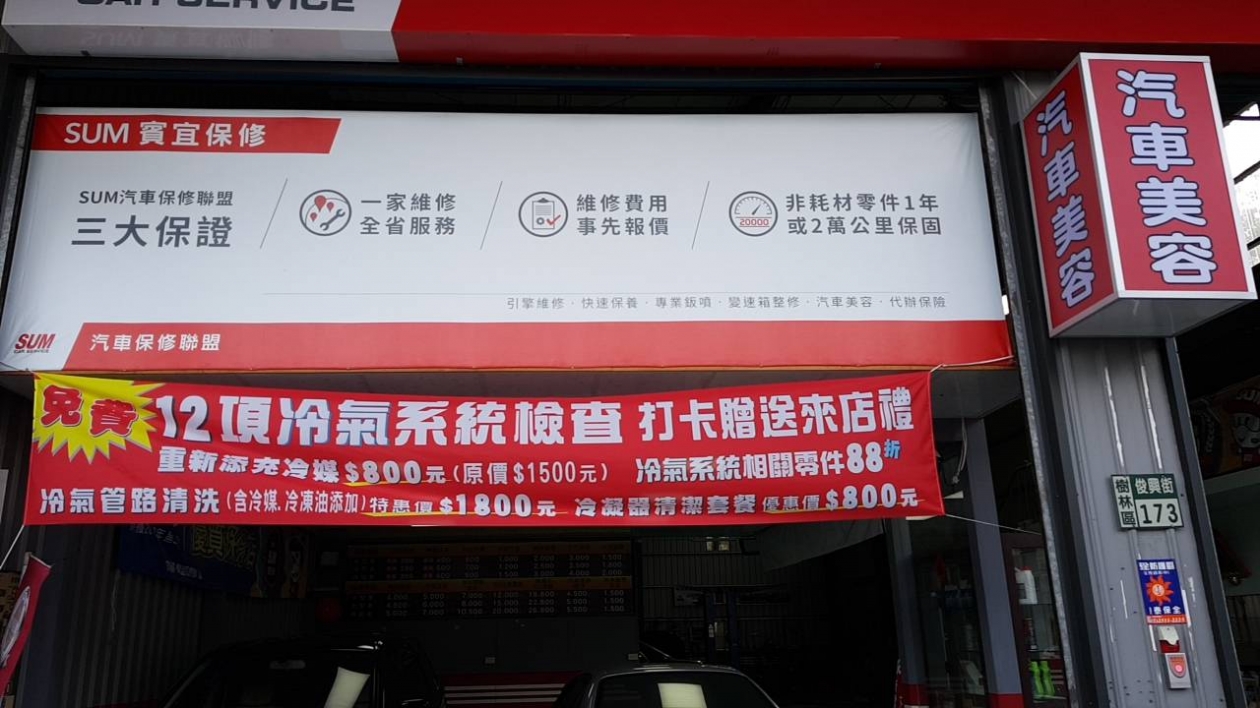 CAR SERVICE
SUM 賓宜保修
SUM汽車保修聯盟
三大保證
一家維修
全省服務
維修費用
事先報價
20000
非耗材零件1年
或2萬公里保固
引擎維修‧快速保養‧專業鈑噴‧變速箱整修‧汽車美容‧代辦保險
SUM
CAR SERVICE
汽車保修聯盟
汽車美容
汽車美容
免費 12項冷氣系統檢查 打卡贈送來店禮
重新添充冷媒$800元(原價$1500元) 冷氣系統相關零件88折
冷氣管路清洗(含冷媒.冷凍油添加)特惠價$1800元 冷凝器清潔套餐優惠價$800元
樹林區
俊興街
173